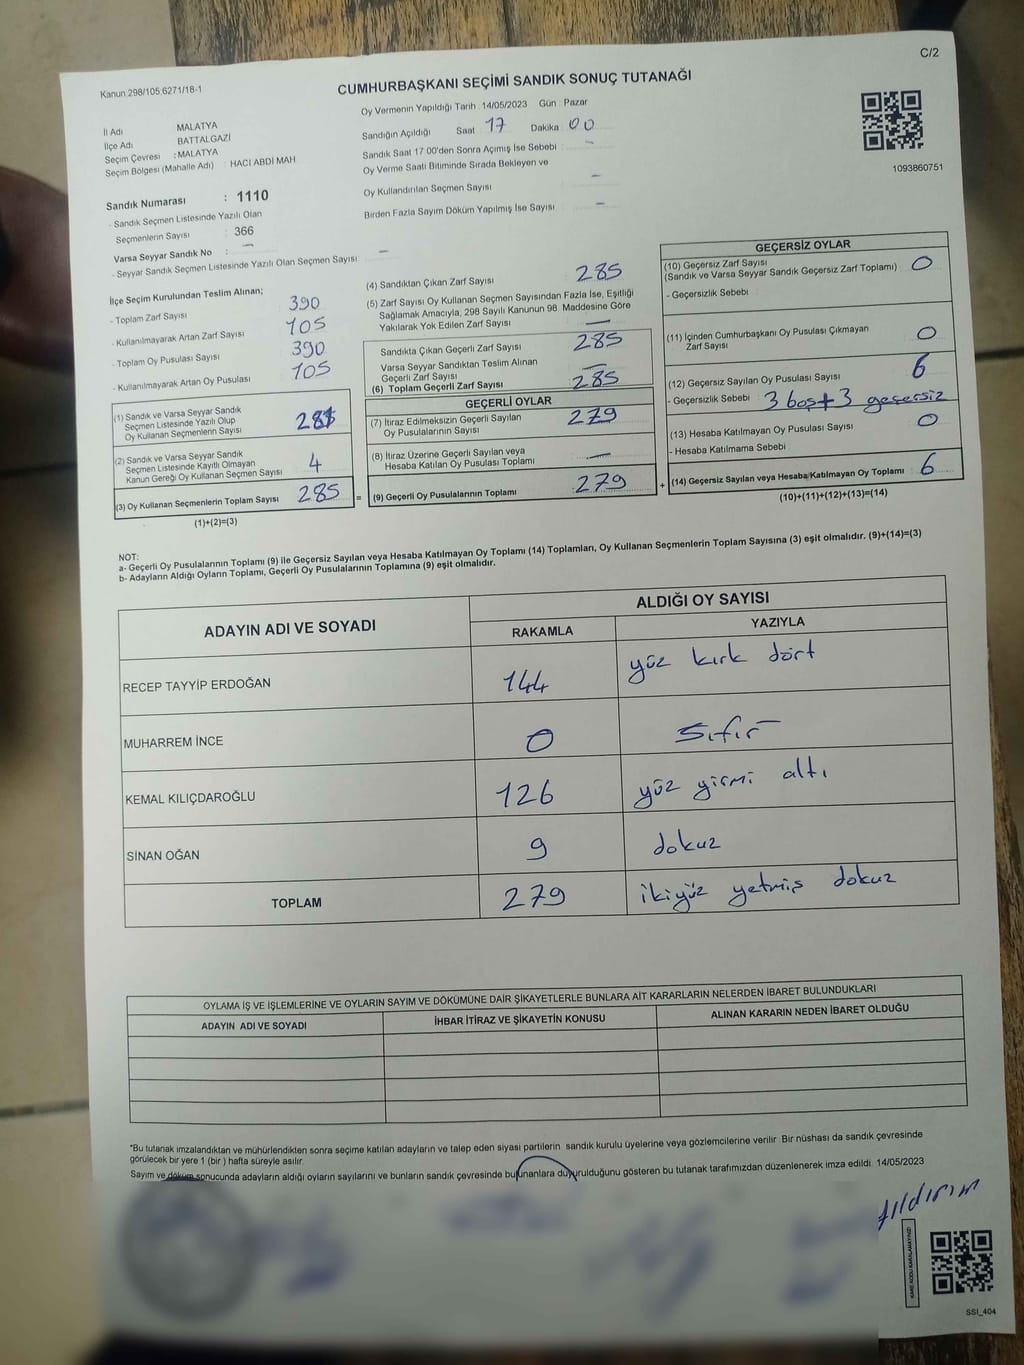 C/2
Kanun 298/105 6271/18-1
CUMHURBAŞKANI SEÇİMİ SANDIK SONUÇ TUTANAĞI
Oy Vermenin Yapıldığı Tarih : 14/05/2023 Gün : Pazar
İl Adı MALATYA
İlçe Adı BATTALGAZİ
Seçim Çevresi : MALATYA
Seçim Bölgesi (Mahalle Adı) : HACI ABDİ MAH
Sandık Numarası : 1110
- Sandık Seçmen Listesinde Yazılı Olan
Seçmenlerin Sayısı : 366
Varsa Seyyar Sandık No : —
- Seyyar Sandık Seçmen Listesinde Yazılı Olan Seçmen Sayısı: —
Sandığın Açıldığı Saat : 17 Dakika : 00
Sandık Saat 17 00'den Sonra Açılmış İse Sebebi : -
Oy Verme Saati Bitiminde Sırada Bekleyen ve
Oy Kullandırılan Seçmen Sayısı : —
Birden Fazla Sayım Döküm Yapılmış İse Sayısı : —
1093860751
İlçe Seçim Kurulundan Teslim Alınan;
- Toplam Zarf Sayısı 390
- Kullanılmayarak Artan Zarf Sayısı 105
- Toplam Oy Pusulası Sayısı 390
- Kullanılmayarak Artan Oy Pusulası 105
(1) Sandık ve Varsa Seyyar Sandık
Seçmen Listesinde Yazılı Olup
Oy Kullanan Seçmenlerin Sayısı 281
(2) Sandık ve Varsa Seyyar Sandık
Seçmen Listesinde Kayıtlı Olmayan
Kanun Gereği Oy Kullanan Seçmen Sayısı 4
(3) Oy Kullanan Seçmenlerin Toplam Sayısı 285 =
(1)+(2)=(3)
(4) Sandıktan Çıkan Zarf Sayısı 285
(5) Zarf Sayısı Oy Kullanan Seçmen Sayısından Fazla İse, Eşitliği
Sağlamak Amacıyla, 298 Sayılı Kanunun 98. Maddesine Göre
Yakılarak Yok Edilen Zarf Sayısı —
Sandıkta Çıkan Geçerli Zarf Sayısı 285
Varsa Seyyar Sandıktan Teslim Alınan
Geçerli Zarf Sayısı —
(6) Toplam Geçerli Zarf Sayısı 285
GEÇERLİ OYLAR
(7) İtiraz Edilmeksizin Geçerli Sayılan
Oy Pusulalarının Sayısı 279
(8) İtiraz Üzerine Geçerli Sayılan veya
Hesaba Katılan Oy Pusulası Toplamı —
(9) Geçerli Oy Pusulalarının Toplamı 279 +
GEÇERSİZ OYLAR
(10) Geçersiz Zarf Sayısı
(Sandık ve Varsa Seyyar Sandık Geçersiz Zarf Toplamı) 0
- Geçersizlik Sebebi
(11) İçinden Cumhurbaşkanı Oy Pusulası Çıkmayan
Zarf Sayısı 0
(12) Geçersiz Sayılan Oy Pusulası Sayısı 6
- Geçersizlik Sebebi : 3 boş + 3 geçersiz
(13) Hesaba Katılmayan Oy Pusulası Sayısı 0
- Hesaba Katılmama Sebebi
(14) Geçersiz Sayılan veya Hesaba Katılmayan Oy Toplamı 6
(10)+(11)+(12)+(13)=(14)
NOT:
a- Geçerli Oy Pusulalarının Toplamı (9) ile Geçersiz Sayılan veya Hesaba Katılmayan Oy Toplamı (14) Toplamları, Oy Kullanan Seçmenlerin Toplam Sayısına (3) eşit olmalıdır. (9)+(14)=(3)
b- Adayların Aldığı Oyların Toplamı, Geçerli Oy Pusulalarının Toplamına (9) eşit olmalıdır.
ADAYIN ADI VE SOYADI ALDIĞI OY SAYISI
RAKAMLA YAZIYLA
RECEP TAYYİP ERDOĞAN 144 yüz kırk dört
MUHARREM İNCE 0 Sıfır
KEMAL KILIÇDAROĞLU 126 yüz yirmi altı
SİNAN OĞAN 9 dokuz
TOPLAM 279 ikiyüz yetmiş dokuz
OYLAMA İŞ VE İŞLEMLERİNE VE OYLARIN SAYIM VE DÖKÜMÜNE DAİR ŞİKAYETLERLE BUNLARA AİT KARARLARIN NELERDEN İBARET BULUNDUKLARI
ADAYIN ADI VE SOYADI İHBAR İTİRAZ VE ŞİKAYETİN KONUSU ALINAN KARARIN NEDEN İBARET OLDUĞU
*Bu tutanak imzalandıktan ve mühürlendikten sonra seçime katılan adayların ve talep eden siyasi partilerin sandık kurulu üyelerine veya gözlemcilerine verilir. Bir nüshası da sandık çevresinde
görülecek bir yere 1 (bir) hafta süreyle asılır.
Sayım ve döküm sonucunda adayların aldığı oyların sayılarını ve bunların sandık çevresinde bulunanlara duyurulduğunu gösteren bu tutanak tarafımızdan düzenlenerek imza edildi. 14/05/2023
Yıldırım
KARE KODU KARALAMAYINIZ!
SSI_404